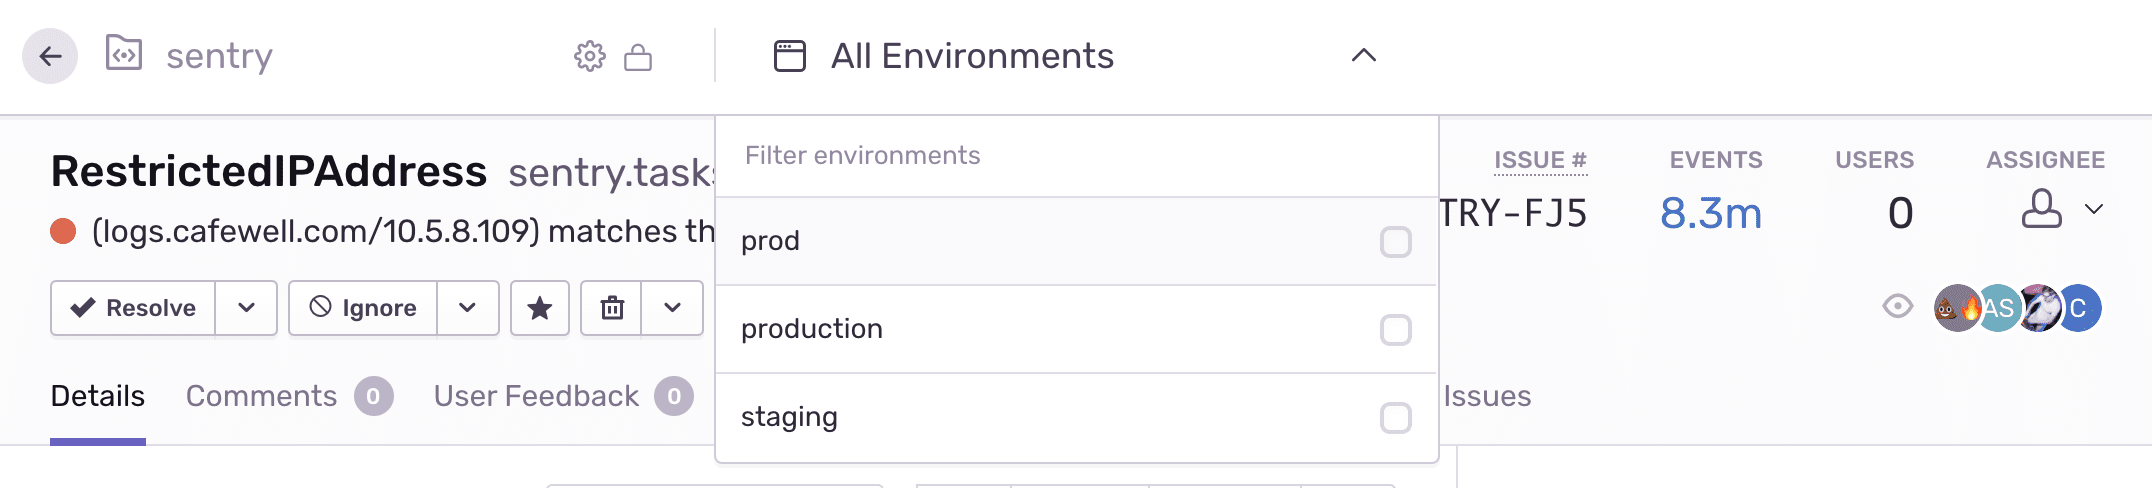 sentry
All Environments
Filter environments
prod
production
staging
RestrictedIPAddress sentry.tasks
(logs.cafewell.com/10.5.8.109) matches th
Resolve
Ignore
ISSUE #
TRY-FJ5
EVENTS
8.3m
USERS
0
ASSIGNEE
AS
C
Details
Comments 0
User Feedback 0
Issues